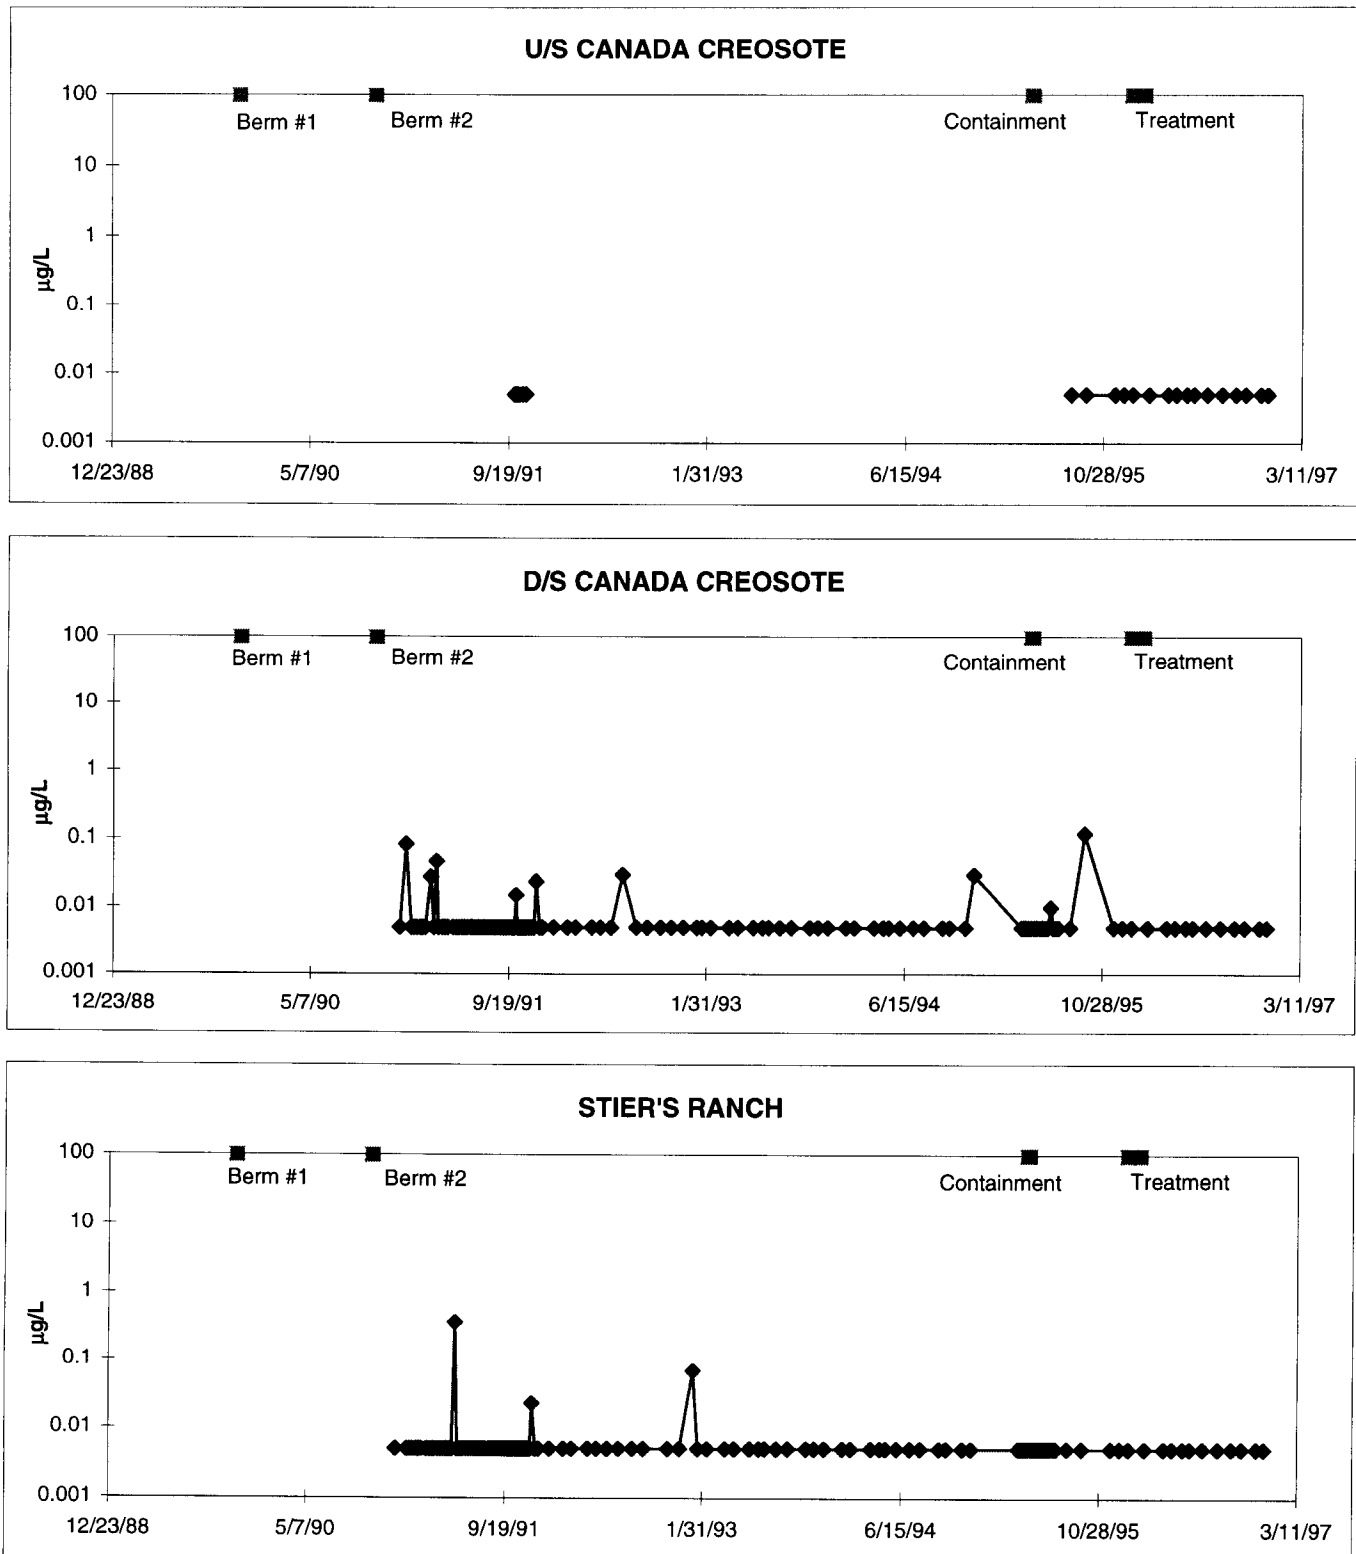 U/S CANADA CREOSOTE
100
Berm #1 Berm #2 Containment Treatment
10
1
µg/L
0.1
0.01
0.001
12/23/88 5/7/90 9/19/91 1/31/93 6/15/94 10/28/95 3/11/97
D/S CANADA CREOSOTE
100
Berm #1 Berm #2 Containment Treatment
10
1
µg/L
0.1
0.01
0.001
12/23/88 5/7/90 9/19/91 1/31/93 6/15/94 10/28/95 3/11/97
STIER'S RANCH
100
Berm #1 Berm #2 Containment Treatment
10
1
µg/L
0.1
0.01
0.001
12/23/88 5/7/90 9/19/91 1/31/93 6/15/94 10/28/95 3/11/97